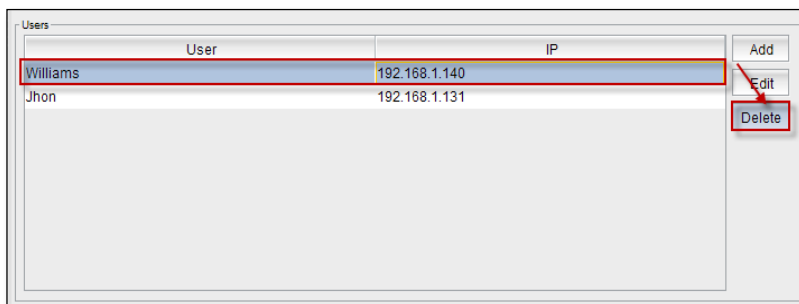 Users
User IP Add
Williams 192.168.1.140
Edit
Jhon 192.168.1.131
Delete